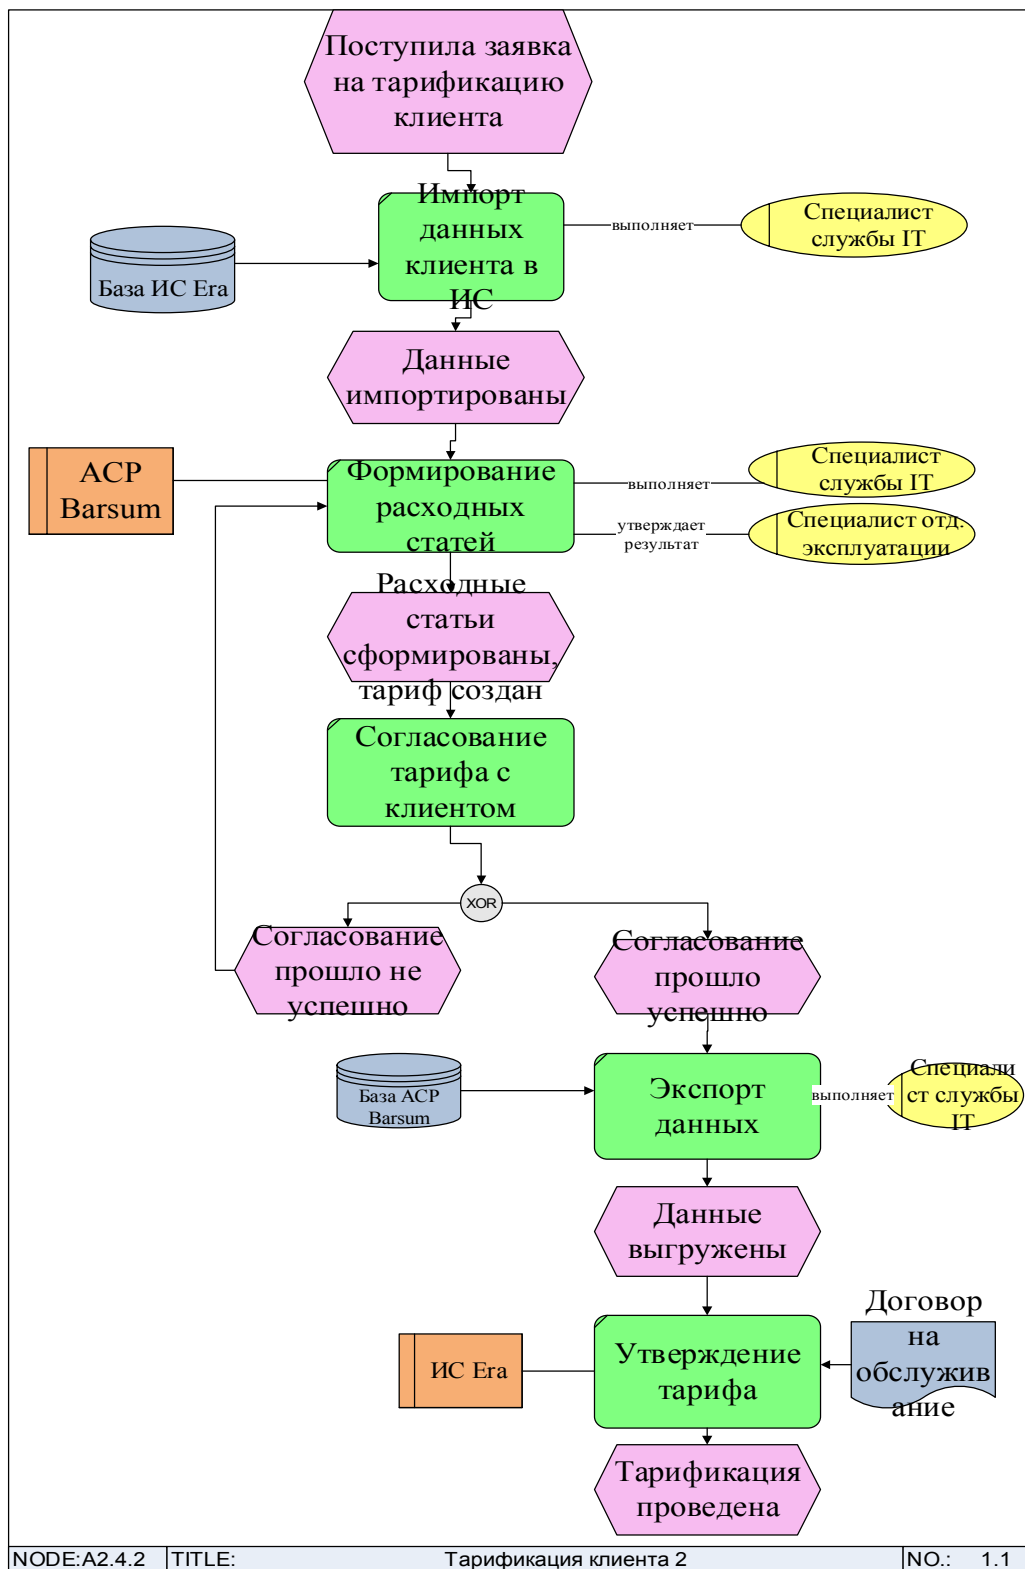 Поступила заявка
на тарификацию
клиента
Импорт
данных
клиента в
ИС
выполняет
Специалист
службы IT
База ИС Era
Данные
импортированы
АСР
Barsum
Формирование
расходных
статей
выполняет
Специалист
службы IT
утверждает
результат
Специалист отд.
эксплуатации
Расходные
статьи
сформированы,
тариф создан
Согласование
тарифа с
клиентом
XOR
Согласование
прошло не
успешно
Согласование
прошло
успешно
База АСР
Barsum
Экспорт
данных
выполняет
Специали
ст службы
IT
Данные
выгружены
ИС Era
Утверждение
тарифа
Договор
на
обслужив
ание
Тарификация
проведена
NODE:A2.4.2 TITLE: Тарификация клиента 2 NO.: 1.1